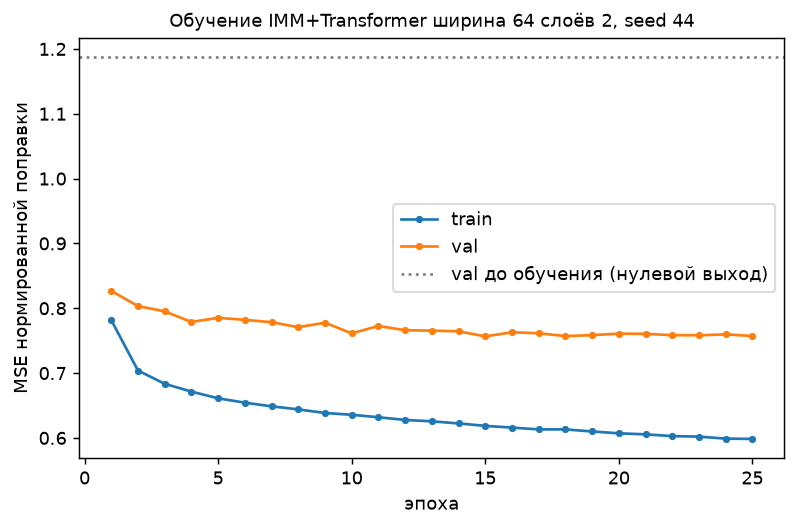 Обучение IMM+Transformer ширина 64 слоёв 2, seed 44
MSE нормированной поправки
1.2
1.1
1.0
0.9
0.8
0.7
0.6
train
val
val до обучения (нулевой выход)
0
5
10
15
20
25
эпоха